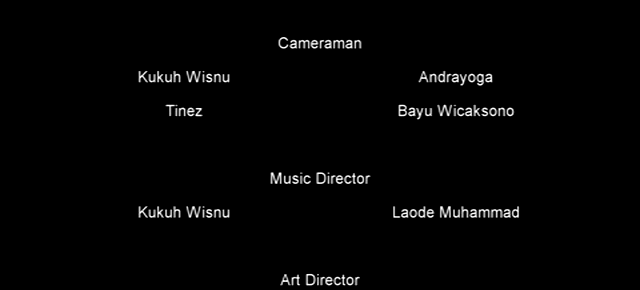 Cameraman
Kukuh Wisnu Andrayoga
Tinez Bayu Wicaksono
Music Director
Kukuh Wisnu Laode Muhammad
Art Director